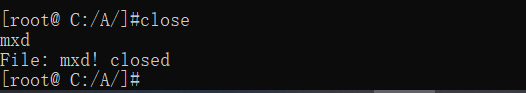 [root@ C:/A/]#close
mxd
File: mxd! closed
[root@ C:/A/]#